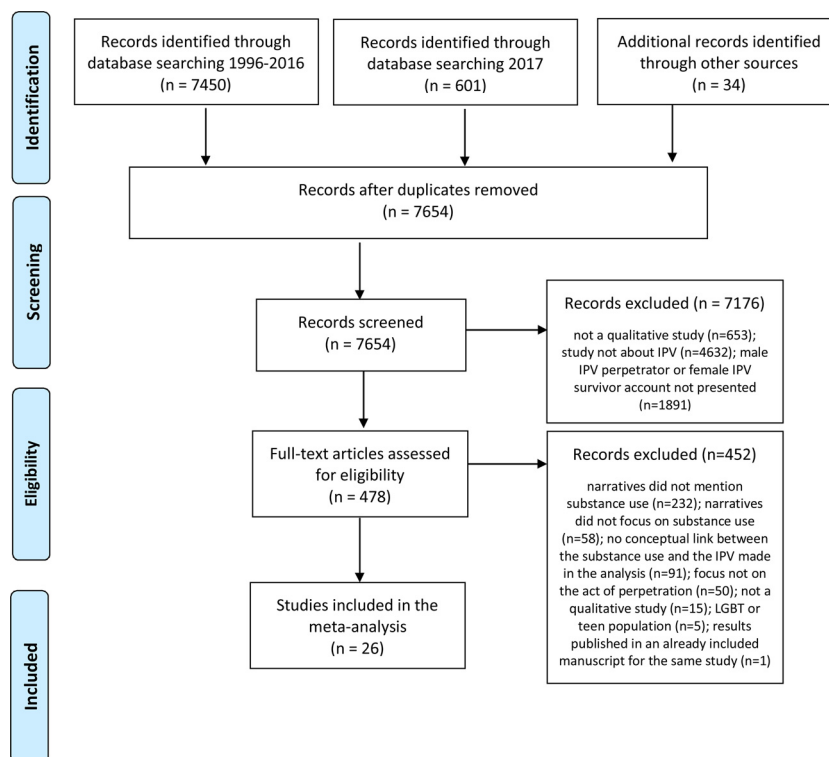 Identification
Records identified through
database searching 1996-2016
(n = 7450)
Records identified through
database searching 2017
(n = 601)
Additional records identified
through other sources
(n = 34)
Records after duplicates removed
(n = 7654)
Screening
Records screened
(n = 7654)
Records excluded (n = 7176)
not a qualitative study (n=653);
study not about IPV (n=4632); male
IPV perpetrator or female IPV
survivor account not presented
(n=1891)
Eligibility
Full-text articles assessed
for eligibility
(n = 478)
Records excluded (n=452)
narratives did not mention
substance use (n=232); narratives
did not focus on substance use
(n=58); no conceptual link between
the substance use and the IPV made
in the analysis (n=91); focus not on
the act of perpetration (n=50); not a
qualitative study (n=15); LGBT or
teen population (n=5); results
published in an already included
manuscript for the same study (n=1)
Included
Studies included in the
meta-analysis
(n = 26)